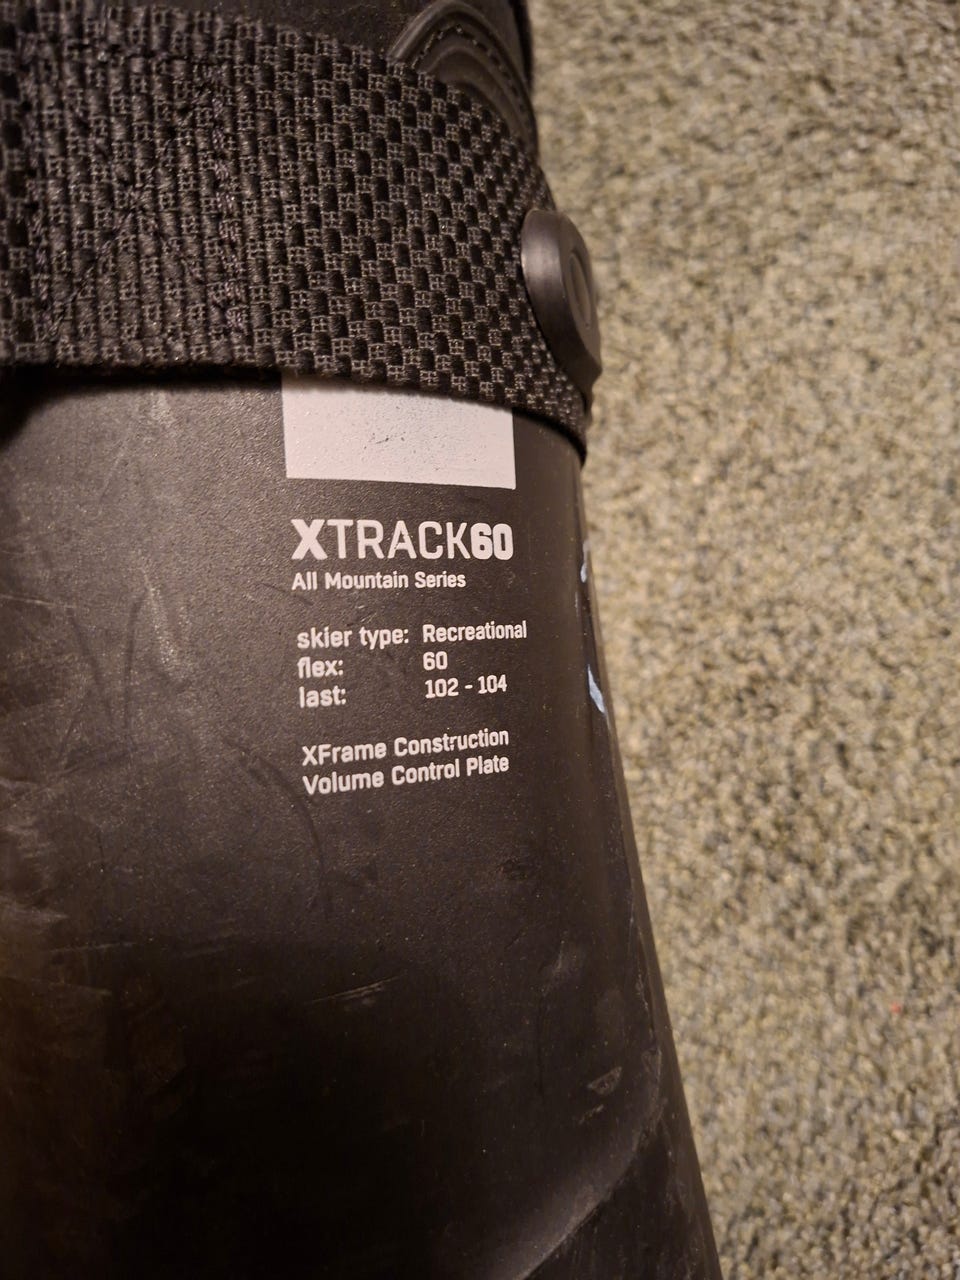 XTRACK60
All Mountain Series
skier type: Recreational
flex: 60
last: 102 - 104
XFrame Construction
Volume Control Plate